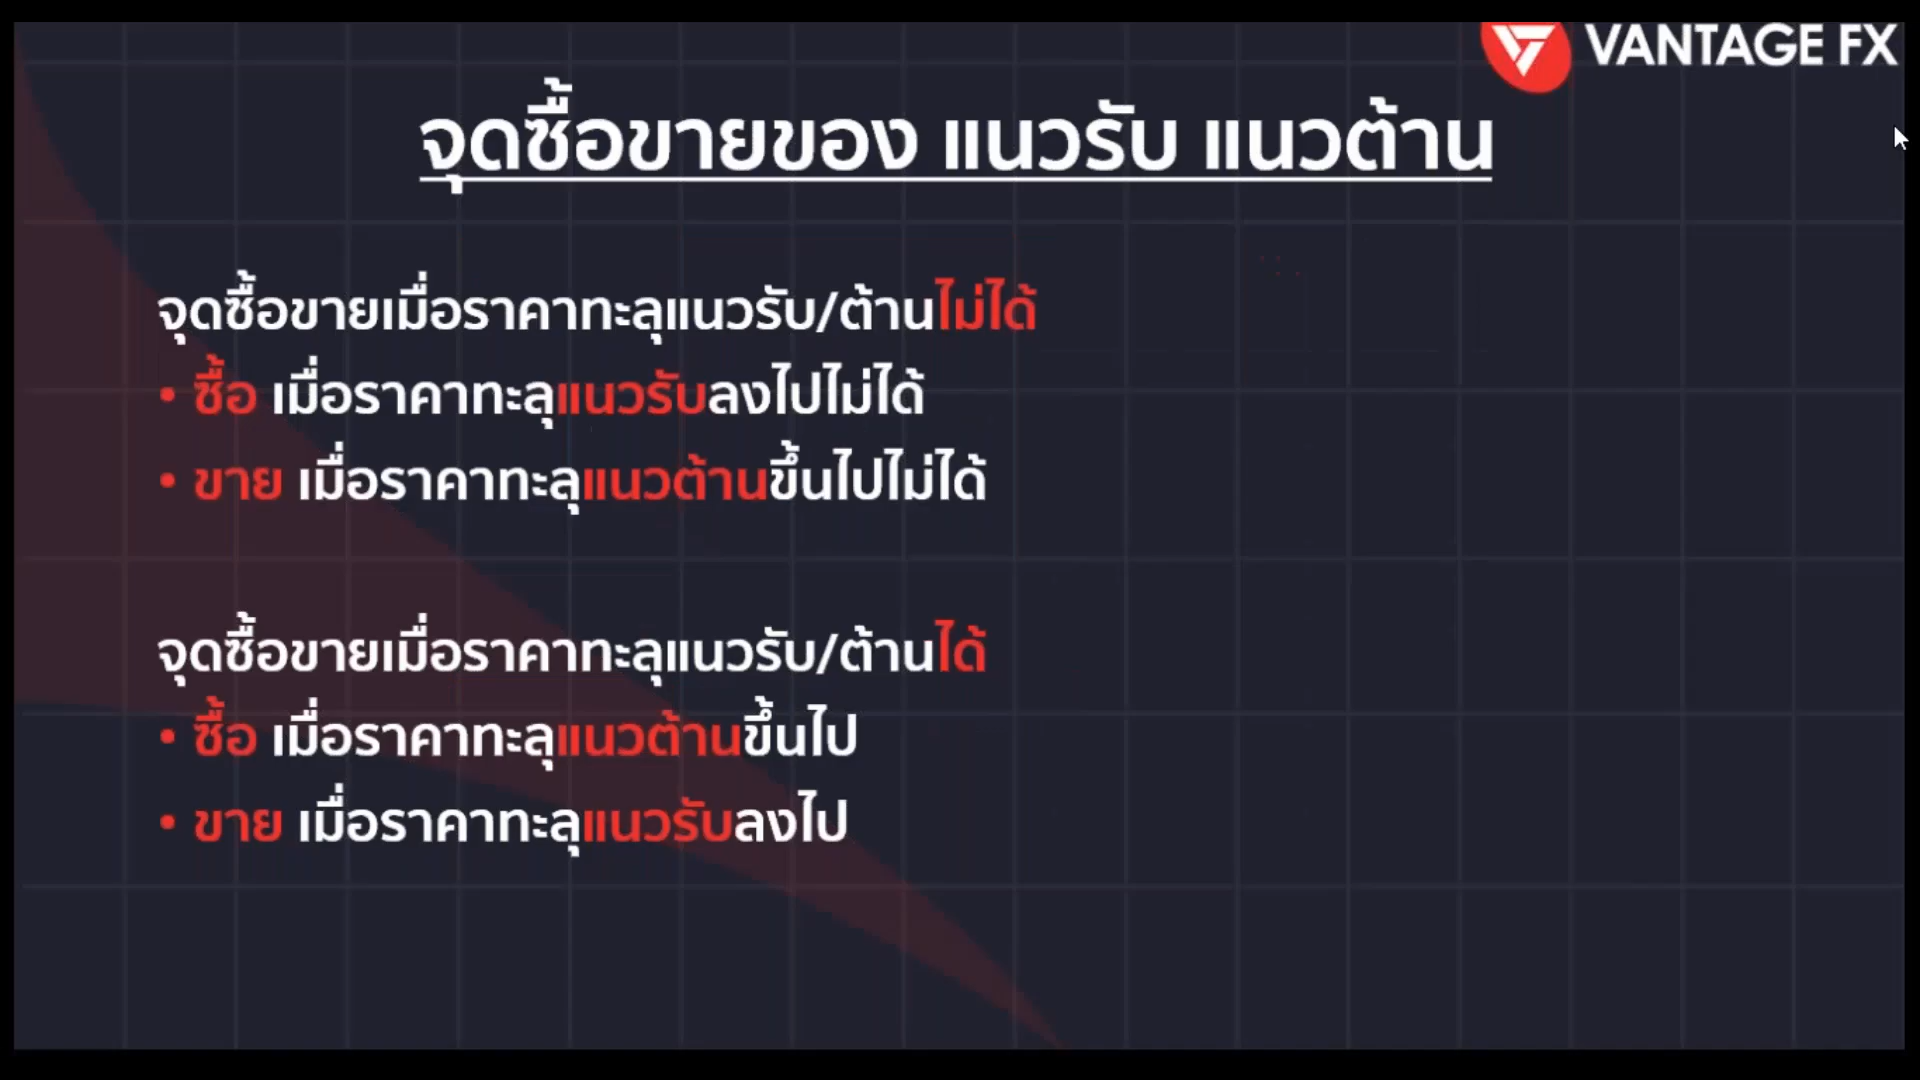 VANTAGE FX
จุดซื้อขายของ แนวรับ แนวต้าน
จุดซื้อขายเมื่อราคาทะลุแนวรับ/ต้านไม่ได้
• ซื้อ เมื่อราคาทะลุแนวรับลงไปไม่ได้
• ขาย เมื่อราคาทะลุแนวต้านขึ้นไปไม่ได้
จุดซื้อขายเมื่อราคาทะลุแนวรับ/ต้านได้
• ซื้อ เมื่อราคาทะลุแนวต้านขึ้นไป
• ขาย เมื่อราคาทะลุแนวรับลงไป